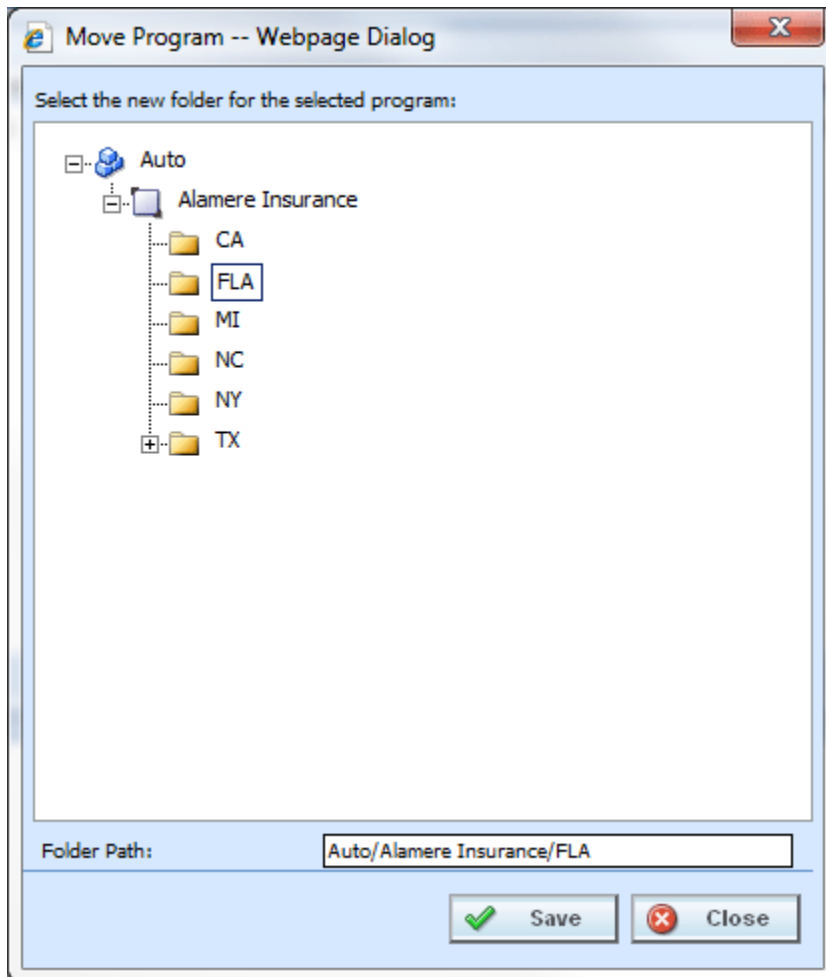 Move Program -- Webpage Dialog
Select the new folder for the selected program:
Auto
Alamere Insurance
CA
FLA
MI
NC
NY
TX
Folder Path: Auto/Alamere Insurance/FLA
Save Close